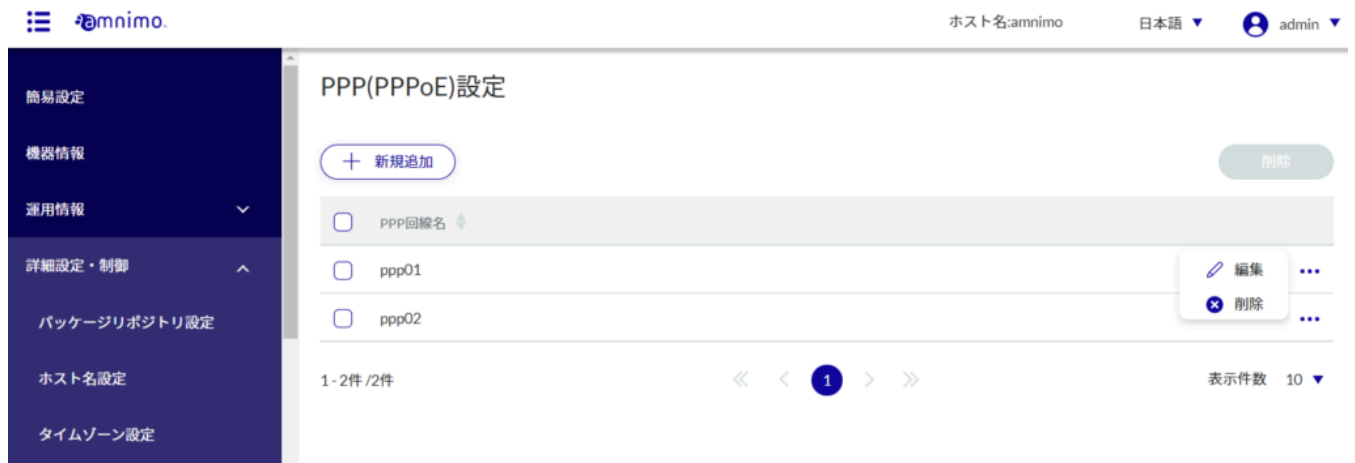 amnimo.
ホスト名:amnimo
日本語 ▼
admin ▼
簡易設定
機器情報
運用情報
詳細設定・制御
パッケージリポジトリ設定
ホスト名設定
タイムゾーン設定
PPP(PPPoE)設定
+ 新規追加
削除
PPP回線名
ppp01
編集
削除
ppp02
1 - 2件 /2件
1
表示件数 10 ▼